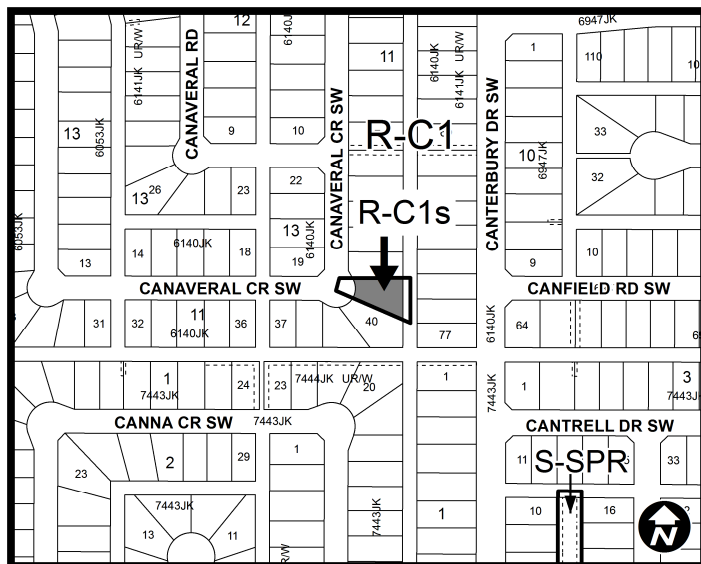 12
6140J
11
6140JK
6141JK UR/W
6947JK
1
110
10
6141JK UR/W
CANAVERAL RD
CANAVERAL CR SW
CANTERBURY DR SW
13
6053JK
9
10
R-C1
10
6947JK
33
32
22
13
26
23
R-C1s
6053JK
14
6140JK
18
13
6140JK
19
13
9
10
CANAVERAL CR SW
CANFIELD RD SW
31
32
11
6140JK
36
37
40
77
6140JK
64
1
7443JK
24
23
7444JK UR/W
20
1
7443JK
1
3
7443J
CANNA CR SW
7443JK
CANTRELL DR SW
23
2
29
1
11
S-SPR
33
7443JK
13
11
R/W
7443JK
1
10
16
N